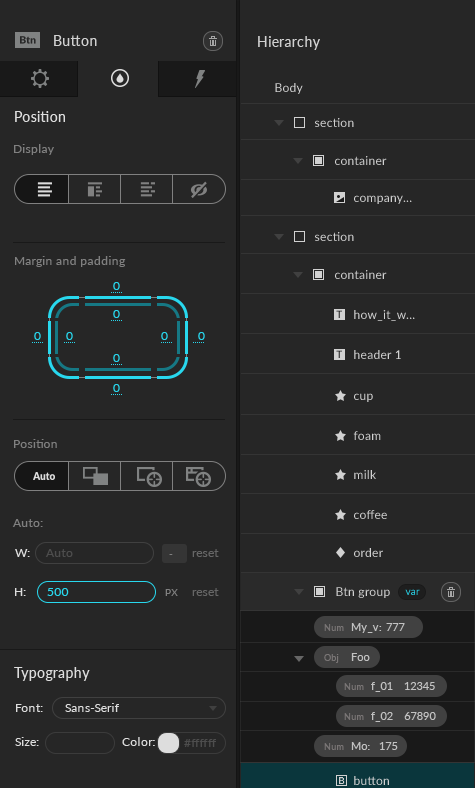 Btn Button
Position
Display
Margin and padding
0
0
0 0 0 0
0
0
Position
Auto
Auto:
W: Auto - reset
H: 500 PX reset
Typography
Font: Sans-Serif
Size: Color: #ffffff
Hierarchy
Body
section
container
company...
section
container
T how_it_w...
T header 1
cup
foam
milk
coffee
order
Btn group var
Num My_v: 777
Obj Foo
Num f_01 12345
Num f_02 67890
Num Mo: 175
B button